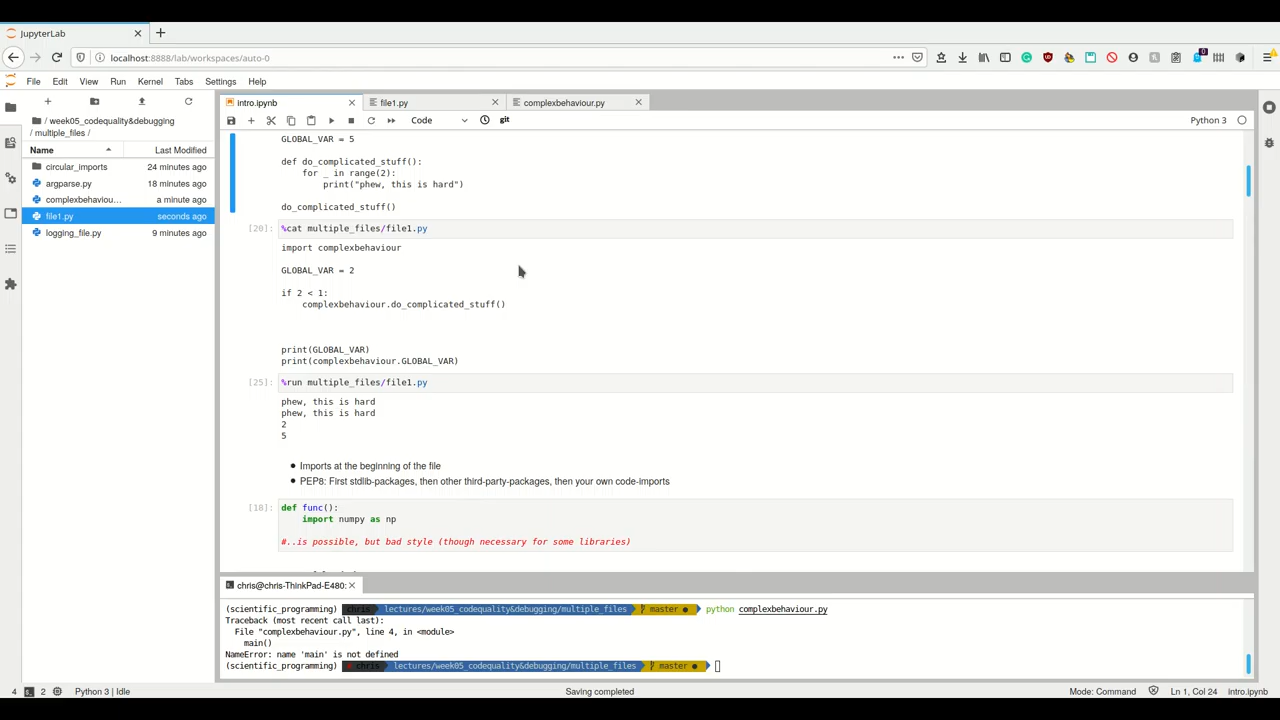 JupyterLab
localhost:8888/lab/workspaces/auto-0
0
File Edit View Run Kernel Tabs Settings Help
/ week05_codequality&debugging
/ multiple_files /
Name Last Modified
circular_imports 24 minutes ago
argparse.py 18 minutes ago
complexbehaviou... a minute ago
file1.py seconds ago
logging_file.py 9 minutes ago
intro.ipynb file1.py complexbehaviour.py
Code git Python 3
GLOBAL_VAR = 5
def do_complicated_stuff():
for _ in range(2):
print("phew, this is hard")
do_complicated_stuff()
[20]: %cat multiple_files/file1.py
import complexbehaviour
GLOBAL_VAR = 2
if 2 < 1:
complexbehaviour.do_complicated_stuff()
print(GLOBAL_VAR)
print(complexbehaviour.GLOBAL_VAR)
[25]: %run multiple_files/file1.py
phew, this is hard
phew, this is hard
2
5
● Imports at the beginning of the file
● PEP8: First stdlib-packages, then other third-party-packages, then your own code-imports
[18]: def func():
import numpy as np
#..is possible, but bad style (though necessary for some libraries)
chris@chris-ThinkPad-E480:
(scientific_programming) chris lectures/week05_codequality&debugging/multiple_files master ● python complexbehaviour.py
Traceback (most recent call last):
File "complexbehaviour.py", line 4, in <module>
main()
NameError: name 'main' is not defined
(scientific_programming) chris lectures/week05_codequality&debugging/multiple_files master ●
4 2 Python 3 | Idle Saving completed Mode: Command Ln 1, Col 24 intro.ipynb